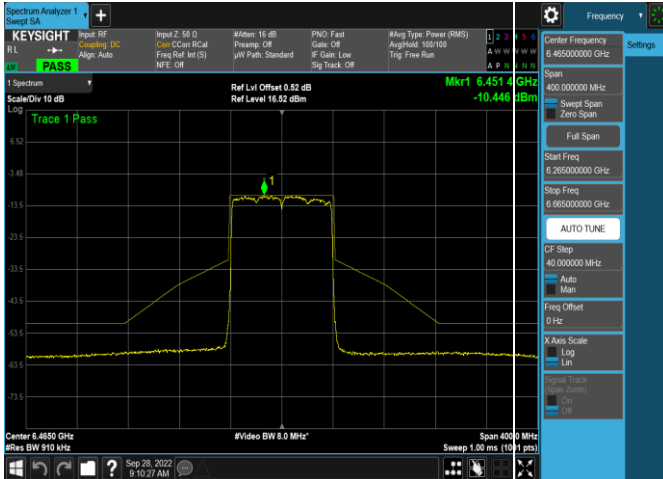 Spectrum Analyzer 1
Swept SA
+
Frequency
KEYSIGHT
RL
LV
PASS
Input: RF
Coupling: DC
Align: Auto
Input Z: 50 Ω
Corr CCorr RCal
Freq Ref: Int (S)
NFE: Off
#Atten: 16 dB
Preamp: Off
µW Path: Standard
PNO: Fast
Gate: Off
IF Gain: Low
Sig Track: Off
#Avg Type: Power (RMS)
Avg|Hold: 100/100
Trig: Free Run
1 2 3 4 5 6
A W W W W W
A P N N N N
1 Spectrum
Scale/Div 10 dB
Log
Ref Lvl Offset 0.52 dB
Ref Level 16.52 dBm
Mkr1 6.451 4 GHz
-10.446 dBm
Trace 1 Pass
1
6.52
-3.48
-13.5
-23.5
-33.5
-43.5
-53.5
-63.5
-73.5
Center 6.4650 GHz
#Res BW 910 kHz
#Video BW 8.0 MHz*
Span 400.0 MHz
Sweep 1.00 ms (1001 pts)
Sep 28, 2022
9:10:27 AM
Settings
Center Frequency
6.465000000 GHz
Span
400.000000 MHz
Swept Span
Zero Span
Full Span
Start Freq
6.265000000 GHz
Stop Freq
6.665000000 GHz
AUTO TUNE
CF Step
40.000000 MHz
Auto
Man
Freq Offset
0 Hz
X Axis Scale
Log
Lin
Signal Track
(Span Zoom)
On
Off